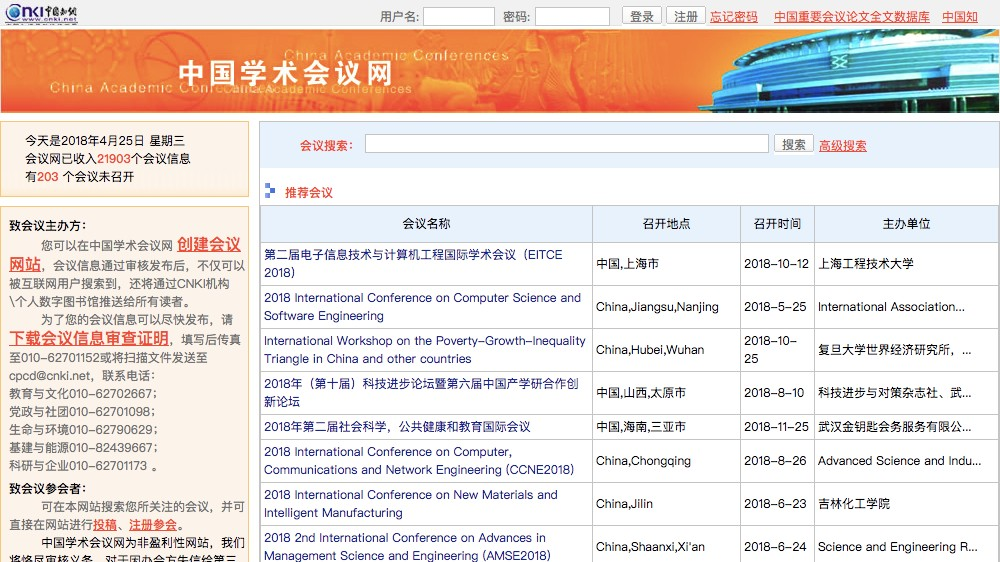 CNKI 中国知网
www.cnki.net
用户名: 密码: 登录 注册 忘记密码 中国重要会议论文全文数据库 中国知
China Academic Conferences
中国学术会议网
China Academic Conferences
今天是2018年4月25日 星期三
会议网已收入21903个会议信息
有203 个会议未召开
致会议主办方：
您可以在中国学术会议网 创建会议
网站，会议信息通过审核发布后，不仅可以
被互联网用户搜索到，还将通过CNKI机构
\个人数字图书馆推送给所有读者。
为了您的会议信息可以尽快发布，请
下载会议信息审查证明，填写后传真
至010-62701152或将扫描文件发送至
cpcd@cnki.net，联系电话：
教育与文化010-62702667；
党政与社团010-62701098；
生命与环境010-62790629；
基建与能源010-82439667；
科研与企业010-62701173 。
致会议参会者：
可在本网站搜索您所关注的会议，并可
直接在网站进行投稿、注册参会。
中国学术会议网为非盈利性网站，我们
会议搜索： 搜索 高级搜索
推荐会议
会议名称 召开地点 召开时间 主办单位
第二届电子信息技术与计算机工程国际学术会议（EITCE
2018） 中国,上海市 2018-10-12 上海工程技术大学
2018 International Conference on Computer Science and
Software Engineering China,Jiangsu,Nanjing 2018-5-25 International Association...
International Workshop on the Poverty-Growth-Inequality
Triangle in China and other countries China,Hubei,Wuhan 2018-10-
25 复旦大学世界经济研究所，...
2018年（第十届）科技进步论坛暨第六届中国产学研合作创
新论坛 中国,山西,太原市 2018-8-10 科技进步与对策杂志社、武...
2018年第二届社会科学，公共健康和教育国际会议 中国,海南,三亚市 2018-11-25 武汉金钥匙会务服务有限公...
2018 International Conference on Computer,
Communications and Network Engineering (CCNE2018) China,Chongqing 2018-8-26 Advanced Science and Indu...
2018 International Conference on New Materials and
Intelligent Manufacturing China,Jilin 2018-6-23 吉林化工学院
2018 2nd International Conference on Advances in
Management Science and Engineering (AMSE2018) China,Shaanxi,Xi'an 2018-6-24 Science and Engineering R...